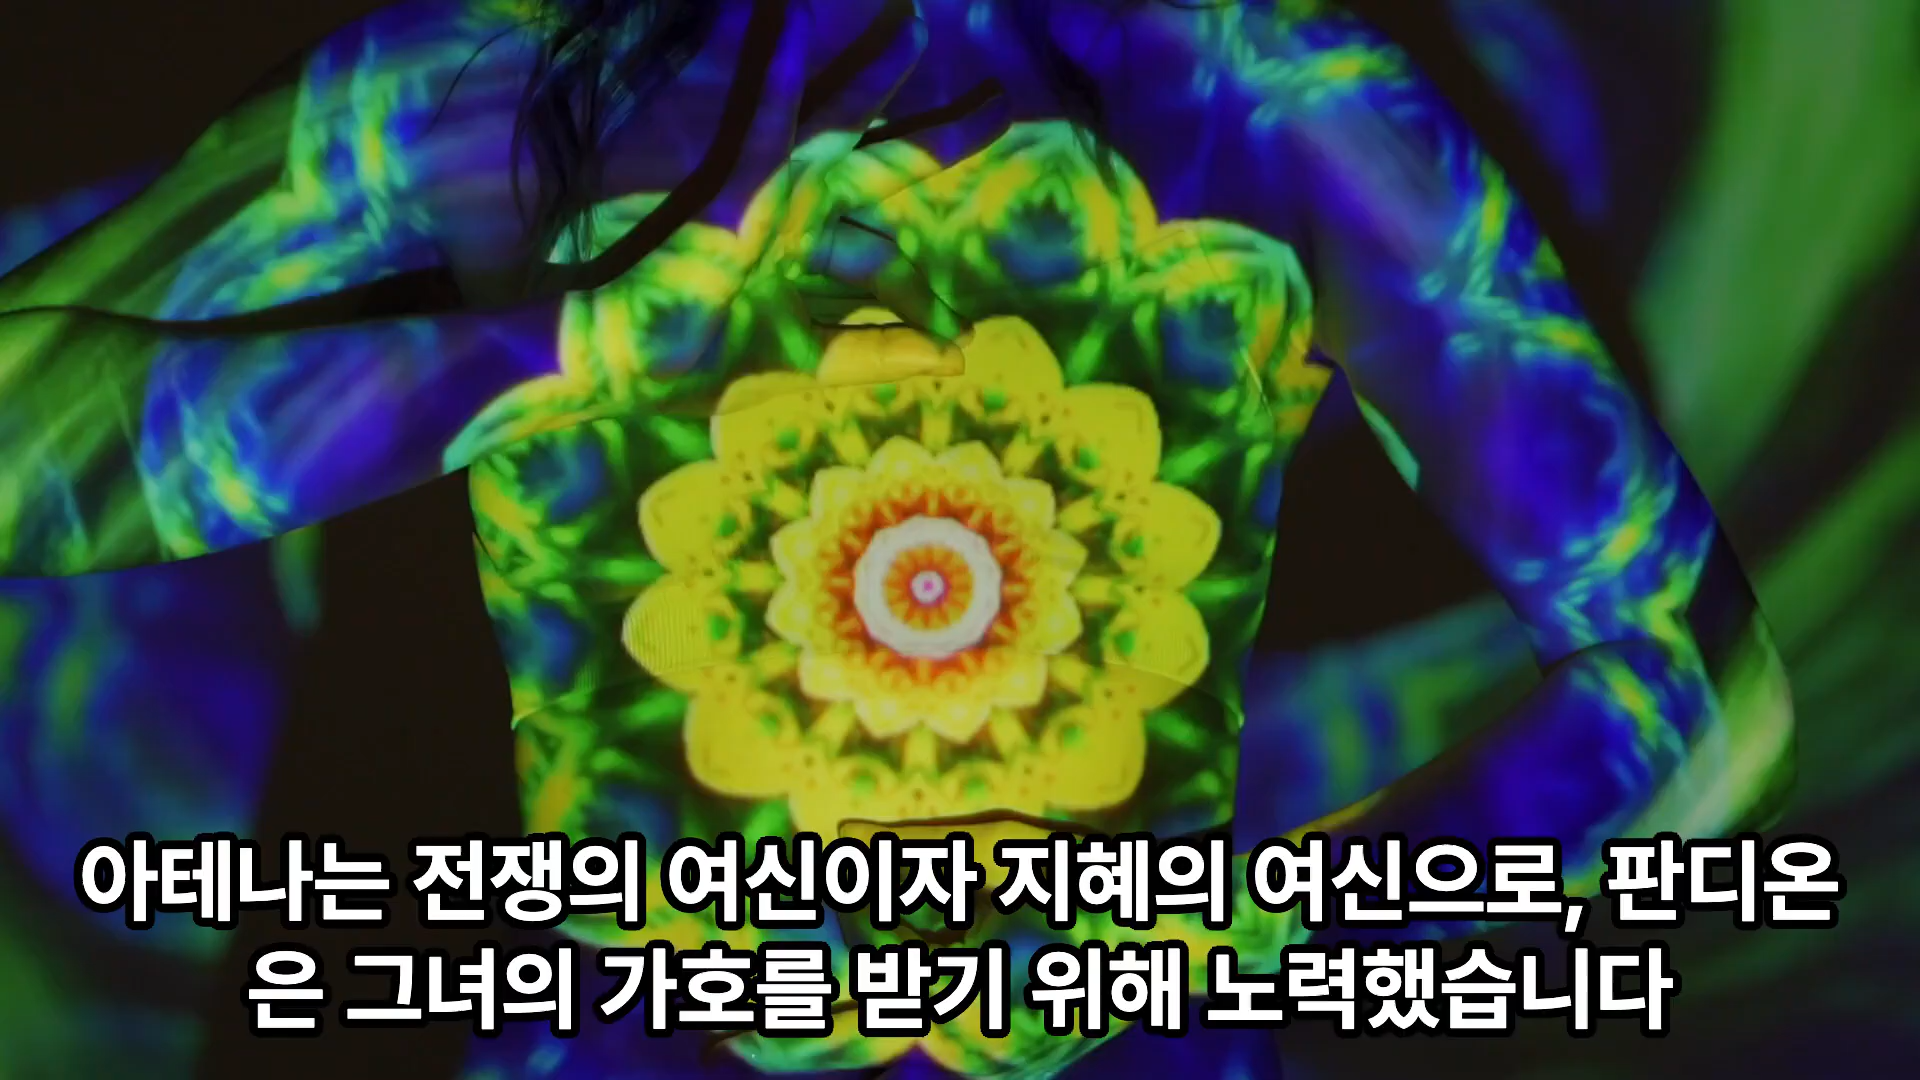 아테나는 전쟁의 여신이자 지혜의 여신으로, 판디온
은 그녀의 가호를 받기 위해 노력했습니다